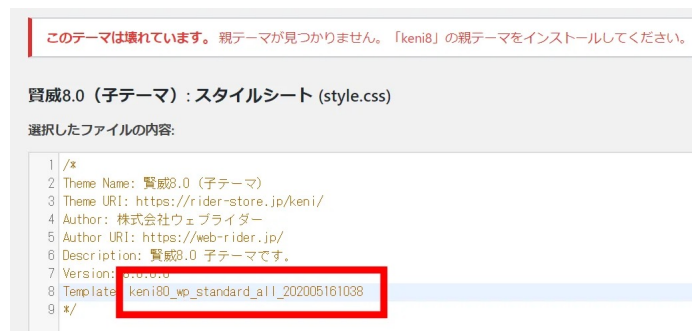 このテーマは壊れています。親テーマが見つかりません。「keni8」の親テーマをインストールしてください。
賢威8.0（子テーマ）: スタイルシート (style.css)
選択したファイルの内容:
1 /*
2 Theme Name: 賢威8.0（子テーマ）
3 Theme URI: https://rider-store.jp/keni/
4 Author: 株式会社ウェブライダー
5 Author URI: https://web-rider.jp/
6 Description: 賢威8.0 子テーマです。
7 Version:
8 Template: keni80_wp_standard_all_202005161038
9 */